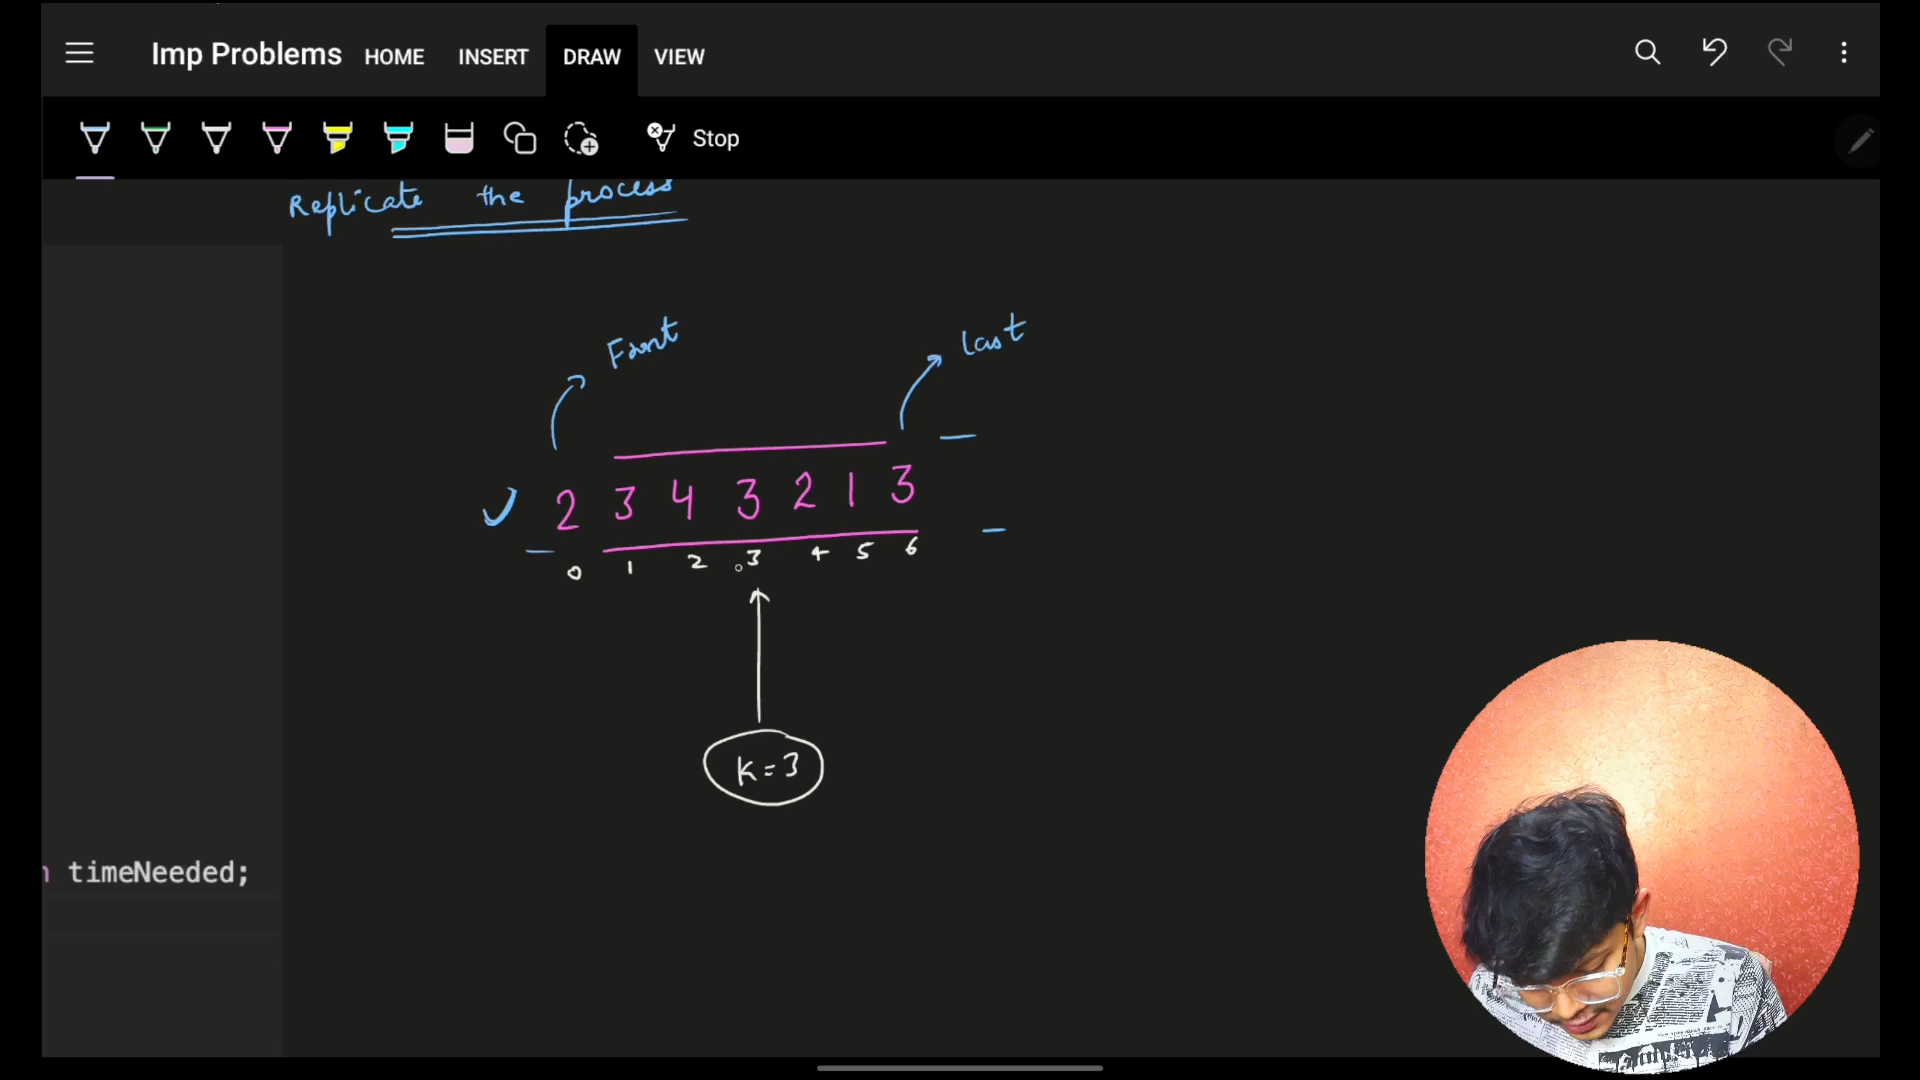 Imp Problems HOME INSERT DRAW VIEW
Stop
Replicate the process
Front
Last
2 3 4 3 2 1 3
0 1 2 3 4 5 6
K=3
n timeNeeded;